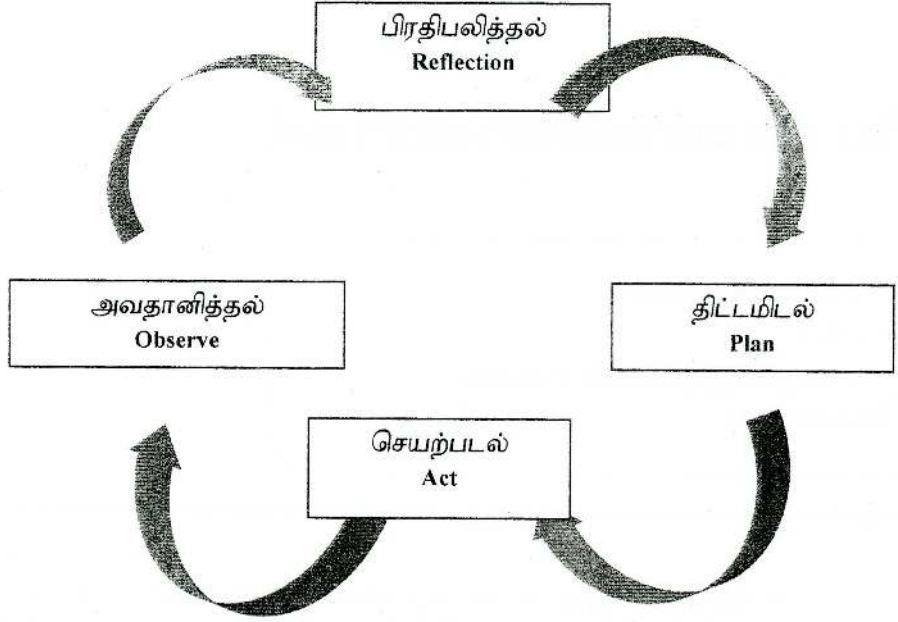 பிரதிபலித்தல்
Reflection
அவதானித்தல்
Observe
திட்டமிடல்
Plan
செயற்படல்
Act